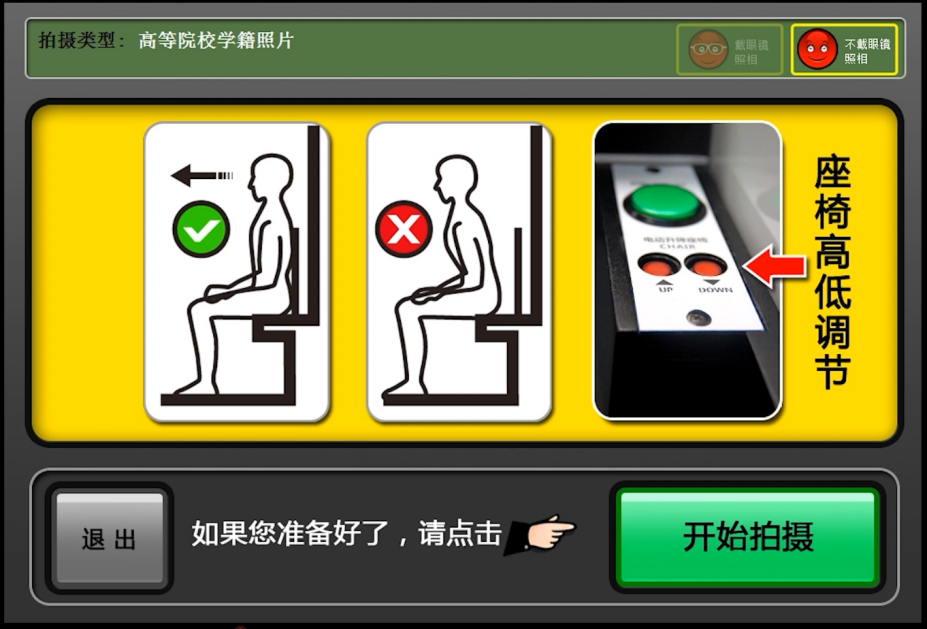 拍摄类型: 高等院校学籍照片
戴眼镜
照相
不戴眼镜
照相
电动升降座椅
CHAIR
UP
DOWN
座椅高低调节
退出
如果您准备好了，请点击
开始拍摄